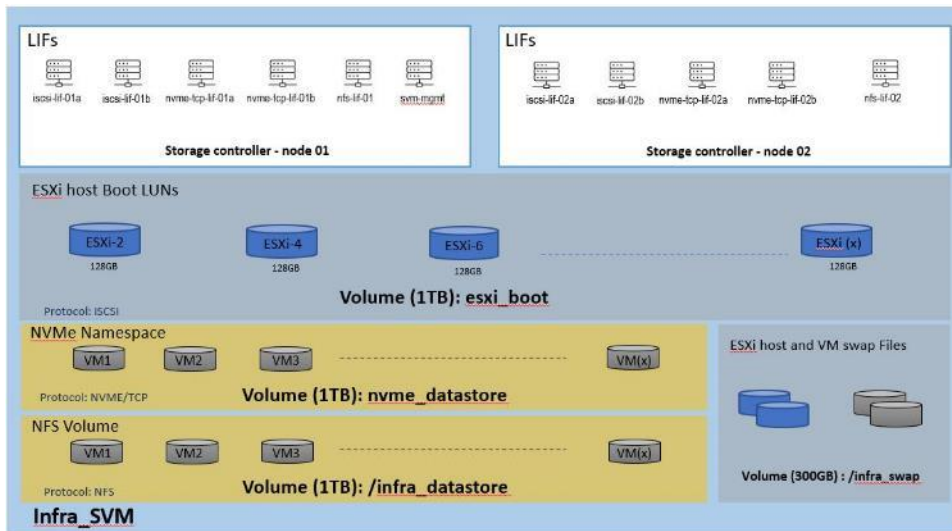 LIFs
iscsi-lif-01a iscsi-lif-01b nvme-tcp-lif-01a nvme-tcp-lif-01b nfs-lif-01 svm-mgmt
Storage controller - node 01
LIFs
iscsi-lif-02a iscsi-lif-02b nvme-tcp-lif-02a nvme-tcp-lif-02b nfs-lif-02
Storage controller - node 02
ESXi host Boot LUNs
ESXi-2 ESXi-4 ESXi-6 ESXi (x)
128GB 128GB 128GB 128GB
Volume (1TB): esxi_boot
Protocol: ISCSI
NVMe Namespace
VM1 VM2 VM3 VM(x)
Protocol: NVME/TCP
Volume (1TB): nvme_datastore
NFS Volume
VM1 VM2 VM3 VM(x)
Volume (1TB): /infra_datastore
Protocol: NFS
ESXi host and VM swap Files
Volume (300GB) : /infra_swap
Infra_SVM